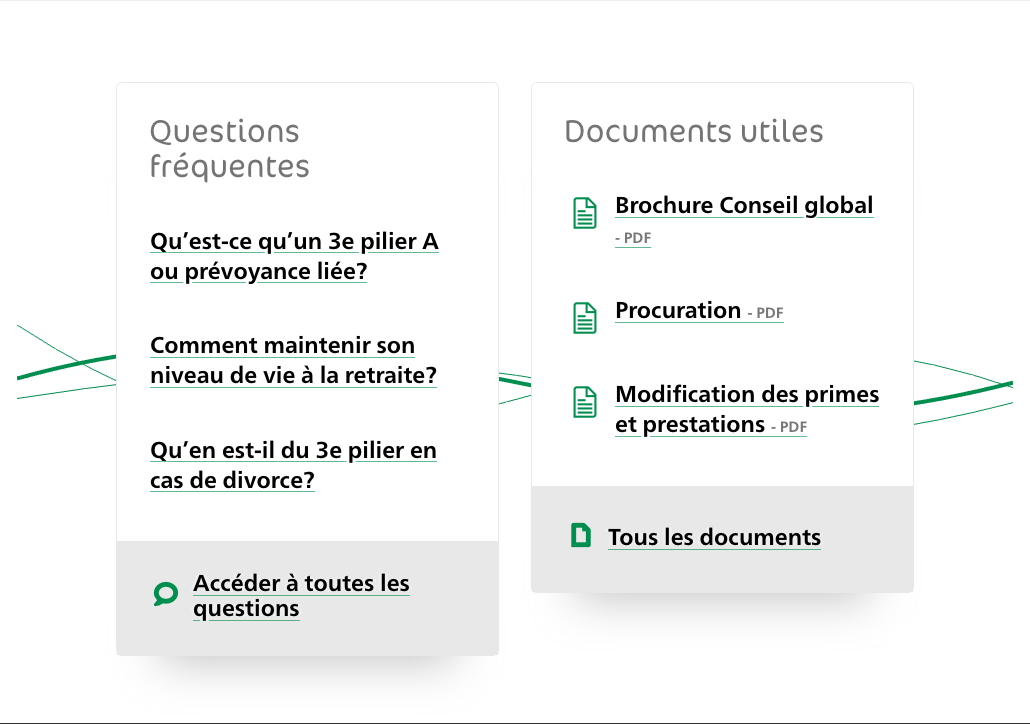 Questions
fréquentes
Qu’est-ce qu’un 3e pilier A
ou prévoyance liée?
Comment maintenir son
niveau de vie à la retraite?
Qu’en est-il du 3e pilier en
cas de divorce?
Accéder à toutes les
questions
Documents utiles
Brochure Conseil global
- PDF
Procuration - PDF
Modification des primes
et prestations - PDF
Tous les documents